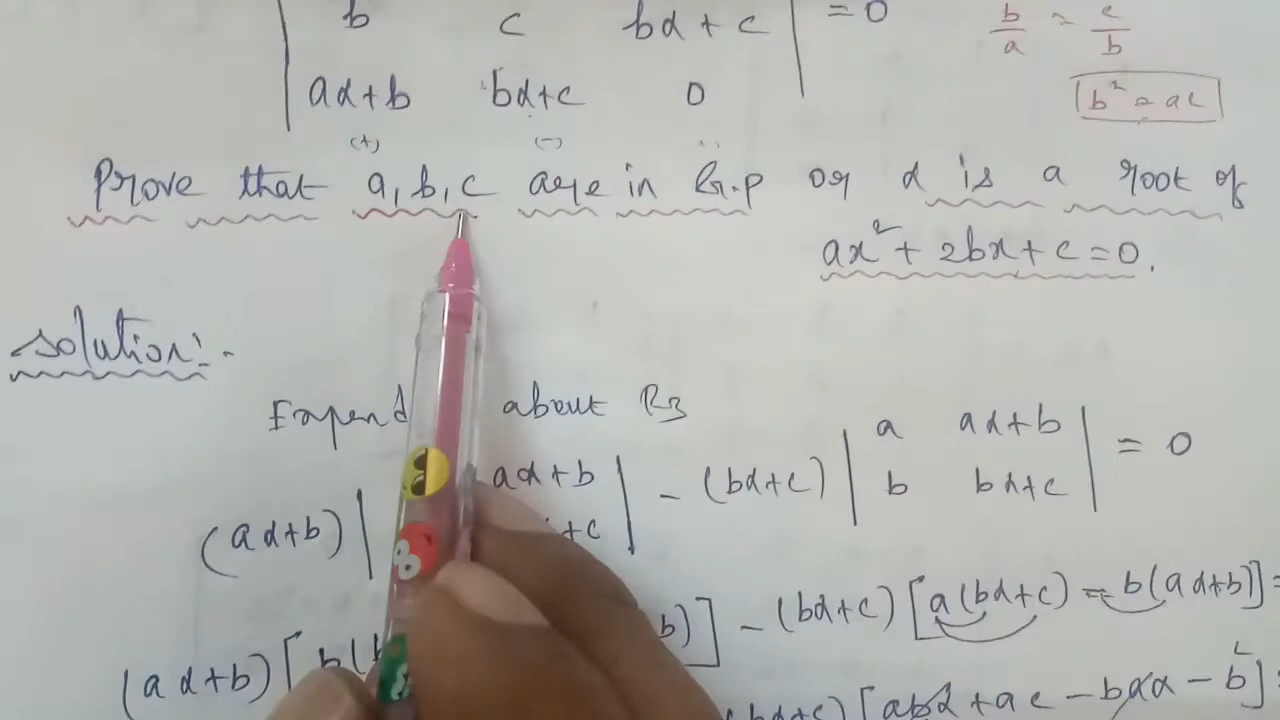 b c bα + c = 0
b/a = c/b
aα+b bα+c 0
b² = ac
(+) (−)
Prove that a, b, c are in G.P or α is a root of
ax² + 2bx + c = 0.
Solution:-
Expand about R3
(aα+b) | aα+b | − (bα+c) | a aα+b | = 0
+c b bα+c
(aα+b) [ b( b) ] − (bα+c) [a(bα+c) − b(aα+b)] =
[abα + ac − baα − b²] =